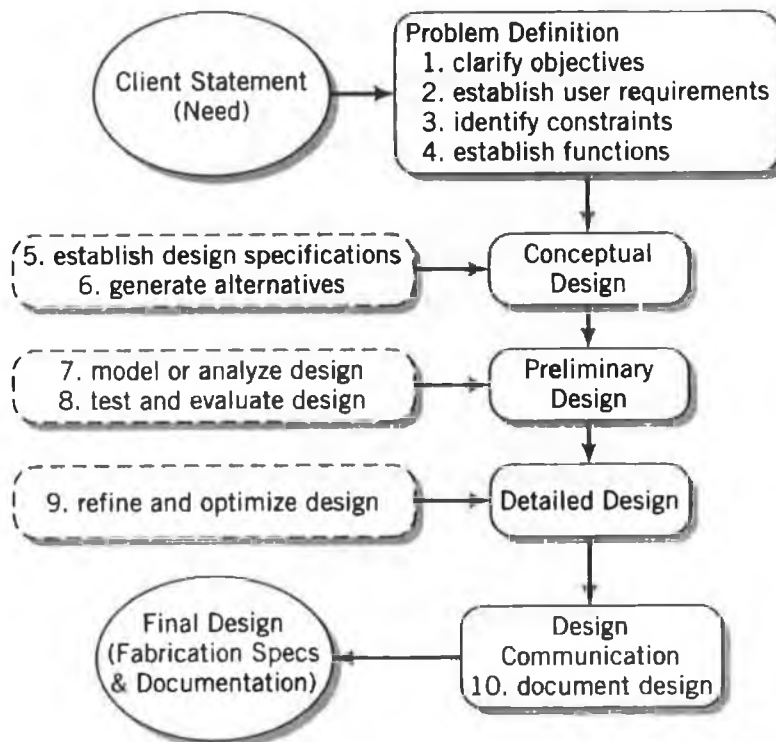 Client Statement
(Need)
Problem Definition
1. clarify objectives
2. establish user requirements
3. identify constraints
4. establish functions
5. establish design specifications
6. generate alternatives
Conceptual
Design
7. model or analyze design
8. test and evaluate design
Preliminary
Design
9. refine and optimize design
Detailed Design
Final Design
(Fabrication Specs
& Documentation)
Design
Communication
10. document design